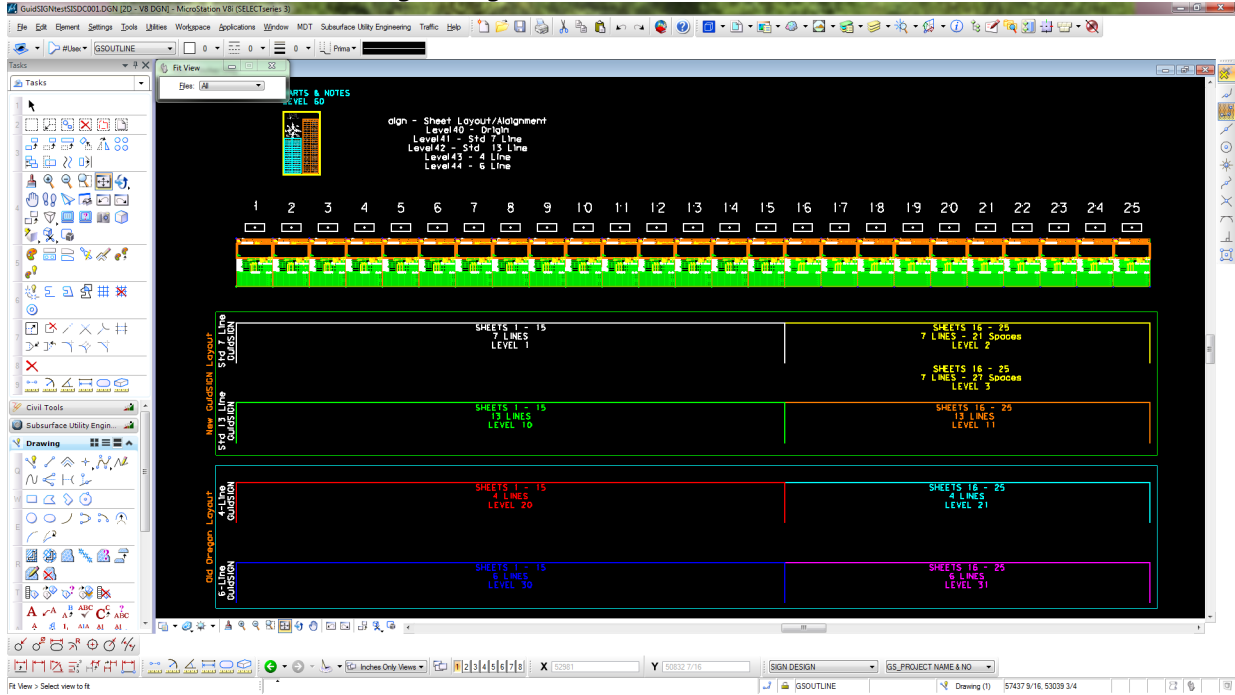 GuidSIGNtestSISDC001.DGN [2D - V8 DGN] - MicroStation V8i (SELECTseries 3)
File Edit Element Settings Tools Utilities Workspace Applications Window MDT Subsurface Utility Engineering Traffic Help
#User GSOUTLINE 0 0 0 Prima
Tasks
Tasks
Fit View
Files: All
PARTS & NOTES
LEVEL 60
align - Sheet Layout/Alaignment
Level40 - Origin
Level41 - Std 7 Line
Level42 - Std 13 Line
Level43 - 4 Line
Level44 - 6 Line
1 2 3 4 5 6 7 8 9 10 11 12 13 14 15 16 17 18 19 20 21 22 23 24 25
New GuidSIGN Layout
Std 7 Line
GuidSIGN
SHEETS 1 - 15
7 LINES
LEVEL 1
SHEETS 16 - 25
7 LINES - 21 Spaces
LEVEL 2
SHEETS 16 - 25
7 LINES - 27 Spaces
LEVEL 3
Std 13 Line
GuidSIGN
SHEETS 1 - 15
13 LINES
LEVEL 10
SHEETS 16 - 25
13 LINES
LEVEL 11
Old Oregon Layout
4-Line
GuidSIGN
SHEETS 1 - 15
4 LINES
LEVEL 20
SHEETS 16 - 25
4 LINES
LEVEL 21
6-Line
GuidSIGN
SHEETS 1 - 15
6 LINES
LEVEL 30
SHEETS 16 - 25
6 LINES
LEVEL 31
Civil Tools
Subsurface Utility Engin...
Drawing
Inches Only Views 1 2 3 4 5 6 7 8 X 52981 Y 50832 7/16 SIGN DESIGN GS_PROJECT NAME & NO
Fit View > Select view to fit
GSOUTLINE Drawing (1) 57437 9/16, 53039 3/4